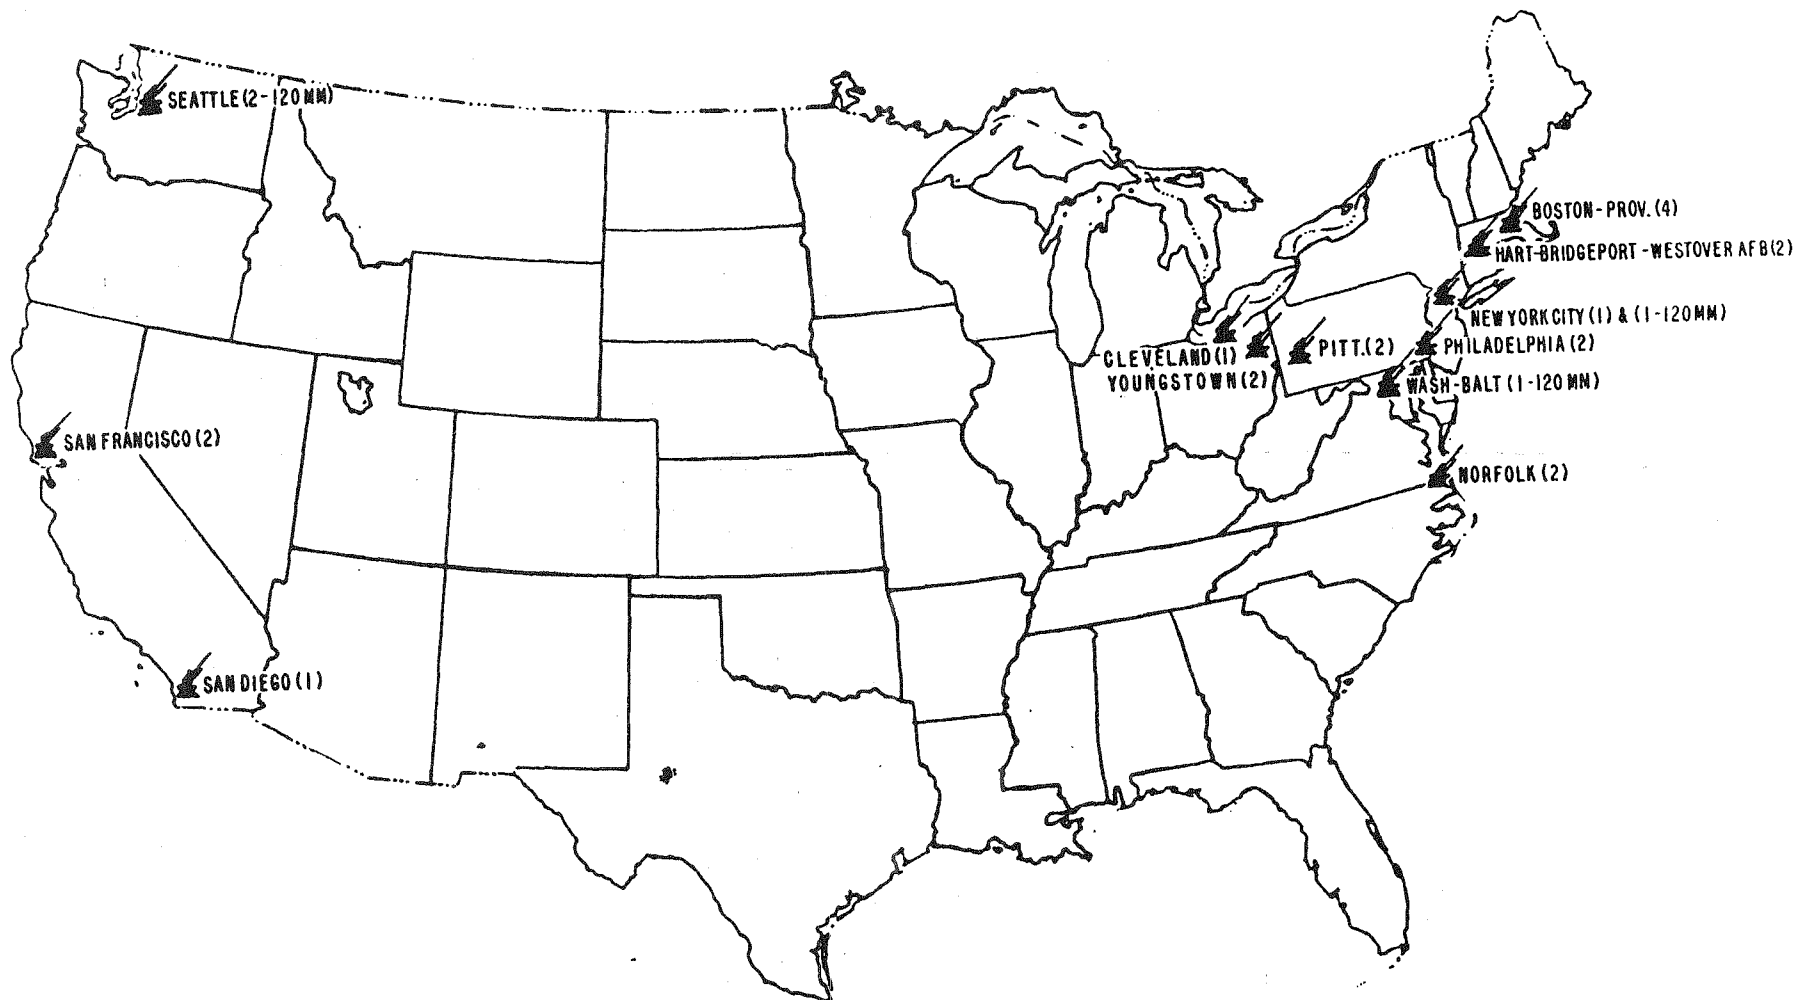 SEATTLE (2-120 MM)
BOSTON-PROV. (4)
HART-BRIDGEPORT-WESTOVER AFB (2)
NEW YORK CITY (1) & (1-120 MM)
CLEVELAND (1)
PITT. (2)
PHILADELPHIA (2)
YOUNGSTOWN (2)
WASH-BALT (1-120 MM)
SAN FRANCISCO (2)
NORFOLK (2)
SAN DIEGO (1)